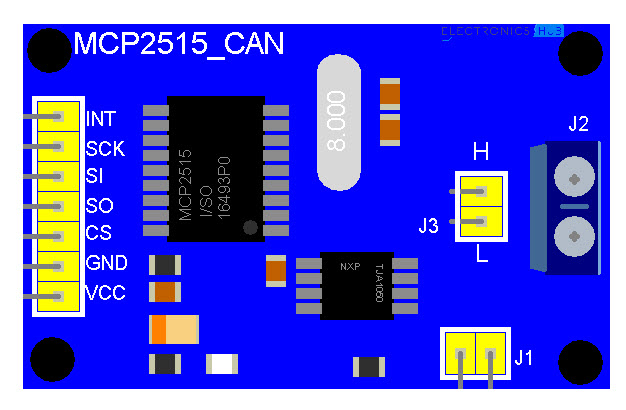 ELECTRONICS HUB
MCP2515_CAN
INT
SCK
SI
SO
CS
GND
VCC
MCP2515
I/SO
16493P0
8.000
NXP
TJA1050
H
J3
L
J2
J1